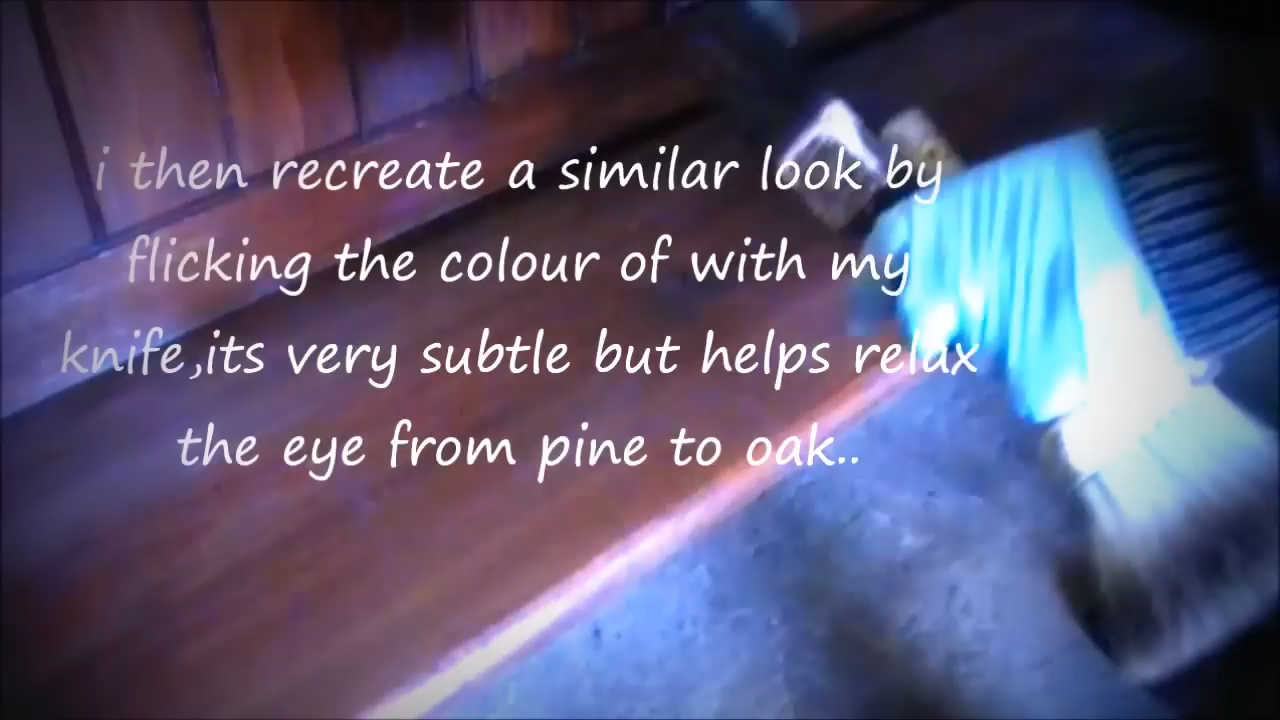 i then recreate a similar look by
flicking the colour of with my
knife,its very subtle but helps relax
the eye from pine to oak..